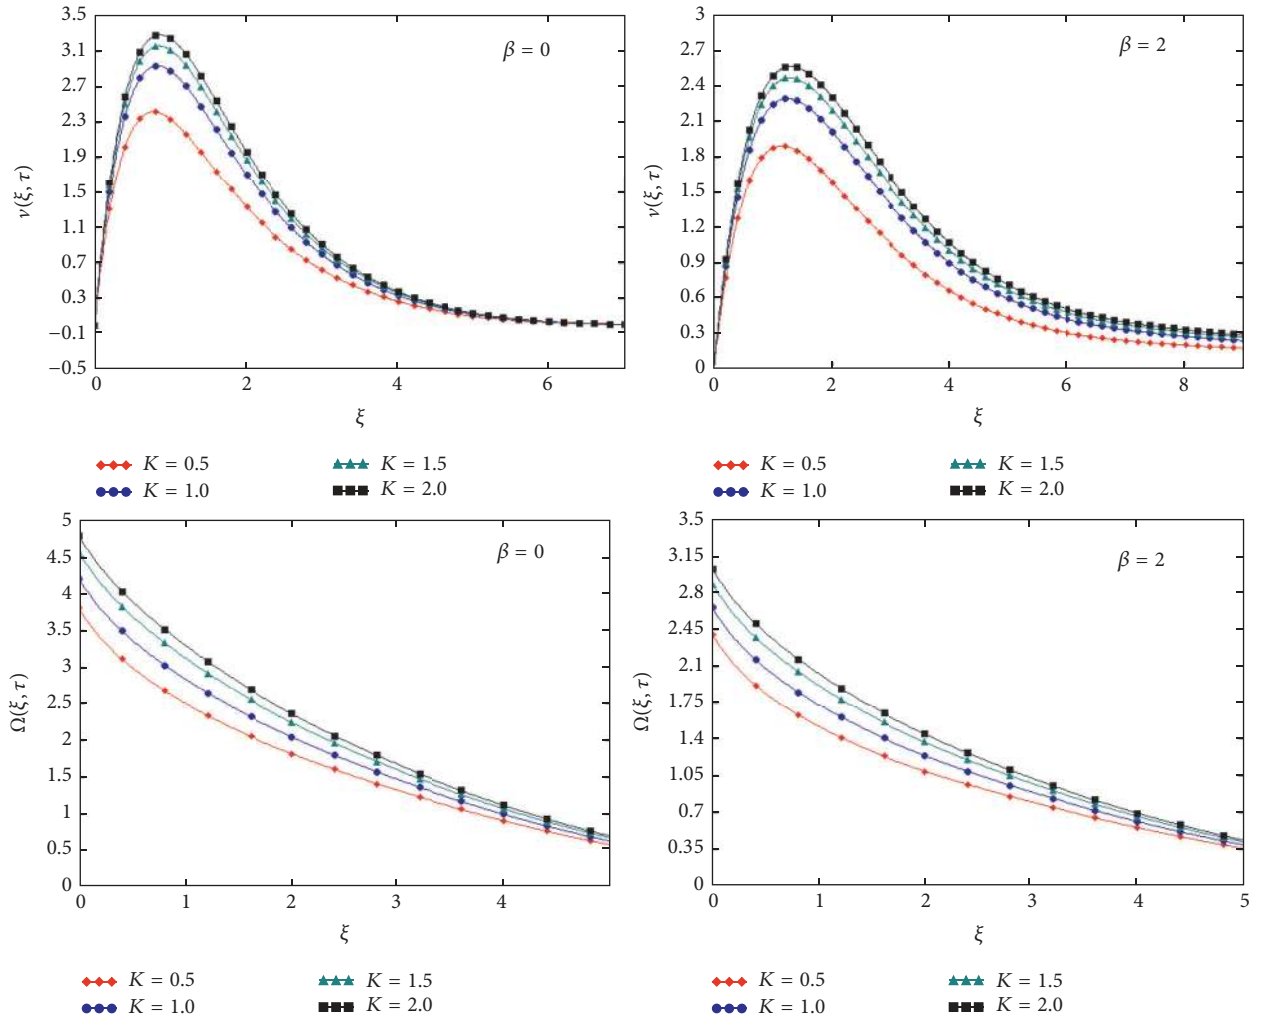 3.5
3.1
2.7
2.3
1.9
1.5
1.1
0.7
0.3
−0.1
−0.5
ν(ξ, τ)
β = 0
0 2 4 6
ξ
K = 0.5
K = 1.0
K = 1.5
K = 2.0
3
2.7
2.4
2.1
1.8
1.5
1.2
0.9
0.6
0.3
0
ν(ξ, τ)
β = 2
0 2 4 6 8
ξ
K = 0.5
K = 1.0
K = 1.5
K = 2.0
5
4.5
4
3.5
3
2.5
2
1.5
1
0.5
0
Ω(ξ, τ)
β = 0
0 1 2 3 4
ξ
K = 0.5
K = 1.0
K = 1.5
K = 2.0
3.5
3.15
2.8
2.45
2.1
1.75
1.4
1.05
0.7
0.35
0
Ω(ξ, τ)
β = 2
0 1 2 3 4 5
ξ
K = 0.5
K = 1.0
K = 1.5
K = 2.0